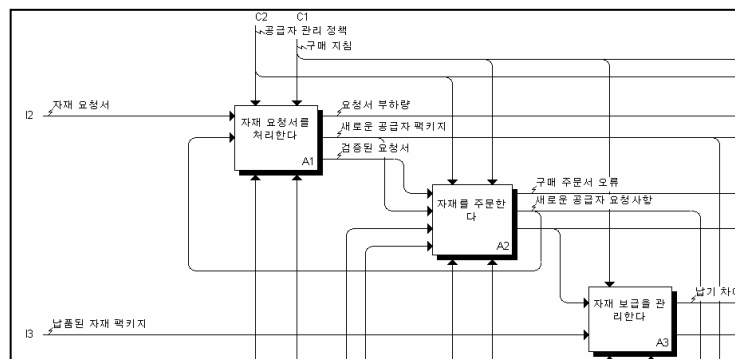 C2
C1
공급자 관리 정책
구매 지침
I2
자재 요청서
자재 요청서를
처리한다
A1
요청서 부하량
새로운 공급자 팩키지
검증된 요청서
자재를 주문한
다
A2
구매 주문서 오류
새로운 공급자 요청사항
I3
납품된 자재 팩키지
자재 보급을 관
리한다
A3
납기 차이